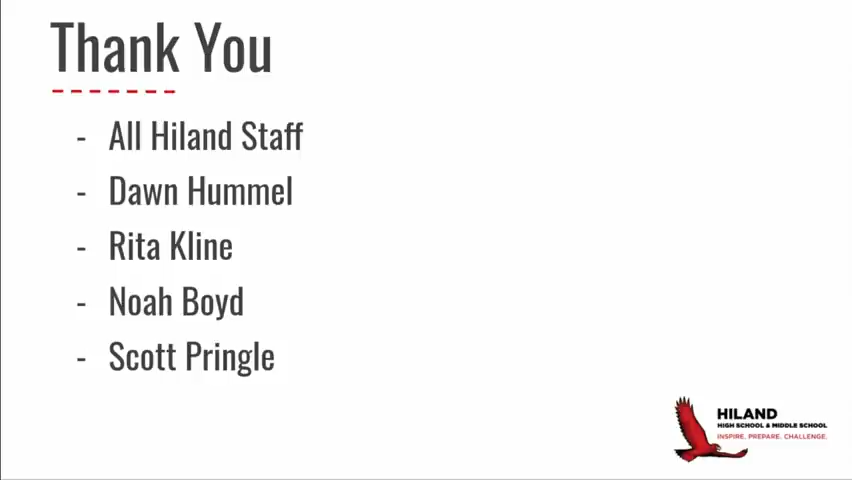 Thank You
- All Hiland Staff
- Dawn Hummel
- Rita Kline
- Noah Boyd
- Scott Pringle
HILAND
HIGH SCHOOL & MIDDLE SCHOOL
INSPIRE. PREPARE. CHALLENGE.